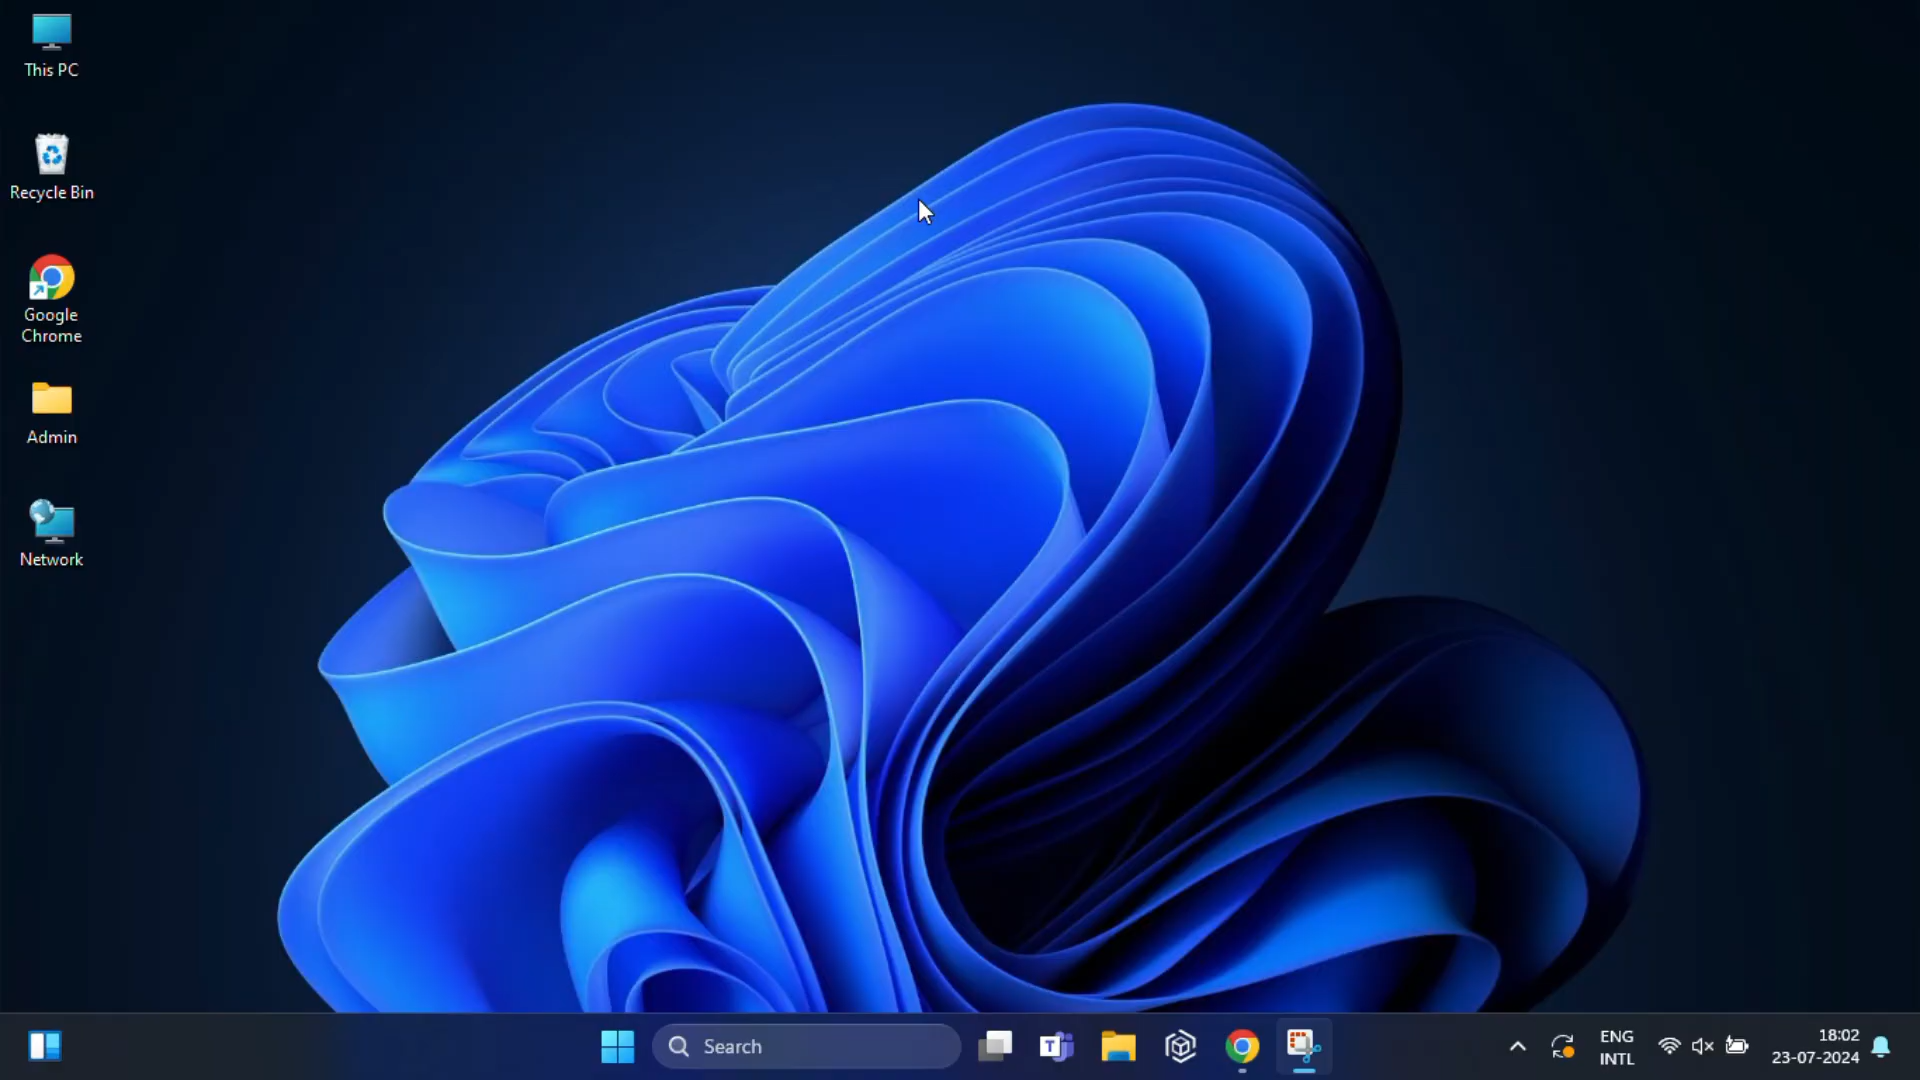 This PC
Recycle Bin
Google
Chrome
Admin
Network
Search
T
ENG
INTL
18:02
23-07-2024